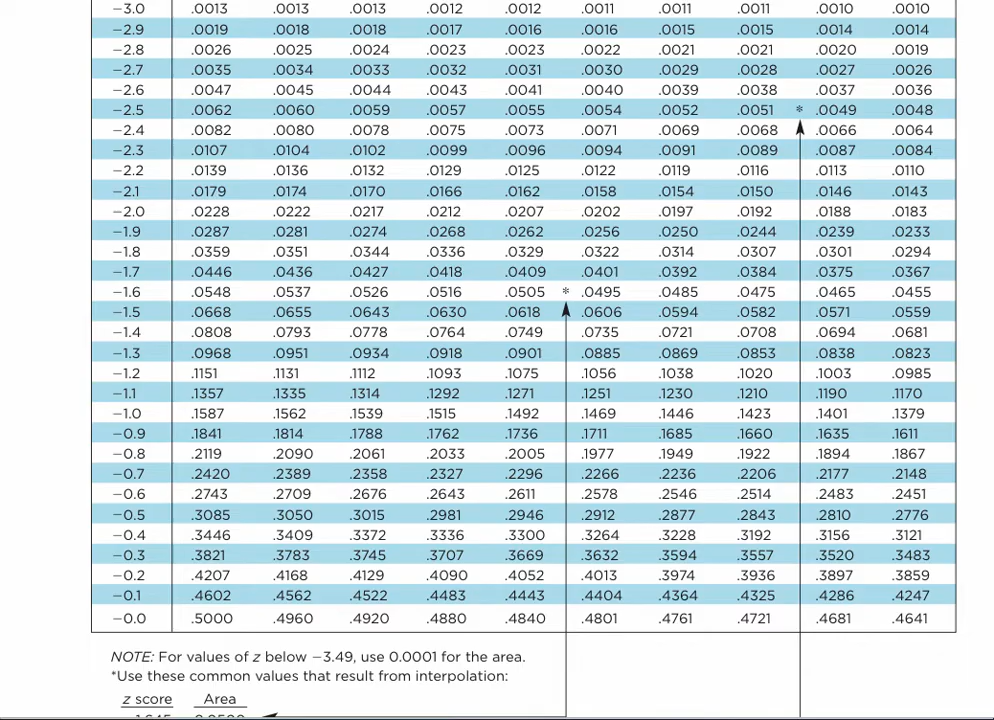 −3.0 .0013 .0013 .0013 .0012 .0012 .0011 .0011 .0011 .0010 .0010
−2.9 .0019 .0018 .0018 .0017 .0016 .0016 .0015 .0015 .0014 .0014
−2.8 .0026 .0025 .0024 .0023 .0023 .0022 .0021 .0021 .0020 .0019
−2.7 .0035 .0034 .0033 .0032 .0031 .0030 .0029 .0028 .0027 .0026
−2.6 .0047 .0045 .0044 .0043 .0041 .0040 .0039 .0038 .0037 .0036
−2.5 .0062 .0060 .0059 .0057 .0055 .0054 .0052 .0051 * .0049 .0048
−2.4 .0082 .0080 .0078 .0075 .0073 .0071 .0069 .0068 .0066 .0064
−2.3 .0107 .0104 .0102 .0099 .0096 .0094 .0091 .0089 .0087 .0084
−2.2 .0139 .0136 .0132 .0129 .0125 .0122 .0119 .0116 .0113 .0110
−2.1 .0179 .0174 .0170 .0166 .0162 .0158 .0154 .0150 .0146 .0143
−2.0 .0228 .0222 .0217 .0212 .0207 .0202 .0197 .0192 .0188 .0183
−1.9 .0287 .0281 .0274 .0268 .0262 .0256 .0250 .0244 .0239 .0233
−1.8 .0359 .0351 .0344 .0336 .0329 .0322 .0314 .0307 .0301 .0294
−1.7 .0446 .0436 .0427 .0418 .0409 .0401 .0392 .0384 .0375 .0367
−1.6 .0548 .0537 .0526 .0516 .0505 * .0495 .0485 .0475 .0465 .0455
−1.5 .0668 .0655 .0643 .0630 .0618 .0606 .0594 .0582 .0571 .0559
−1.4 .0808 .0793 .0778 .0764 .0749 .0735 .0721 .0708 .0694 .0681
−1.3 .0968 .0951 .0934 .0918 .0901 .0885 .0869 .0853 .0838 .0823
−1.2 .1151 .1131 .1112 .1093 .1075 .1056 .1038 .1020 .1003 .0985
−1.1 .1357 .1335 .1314 .1292 .1271 .1251 .1230 .1210 .1190 .1170
−1.0 .1587 .1562 .1539 .1515 .1492 .1469 .1446 .1423 .1401 .1379
−0.9 .1841 .1814 .1788 .1762 .1736 .1711 .1685 .1660 .1635 .1611
−0.8 .2119 .2090 .2061 .2033 .2005 .1977 .1949 .1922 .1894 .1867
−0.7 .2420 .2389 .2358 .2327 .2296 .2266 .2236 .2206 .2177 .2148
−0.6 .2743 .2709 .2676 .2643 .2611 .2578 .2546 .2514 .2483 .2451
−0.5 .3085 .3050 .3015 .2981 .2946 .2912 .2877 .2843 .2810 .2776
−0.4 .3446 .3409 .3372 .3336 .3300 .3264 .3228 .3192 .3156 .3121
−0.3 .3821 .3783 .3745 .3707 .3669 .3632 .3594 .3557 .3520 .3483
−0.2 .4207 .4168 .4129 .4090 .4052 .4013 .3974 .3936 .3897 .3859
−0.1 .4602 .4562 .4522 .4483 .4443 .4404 .4364 .4325 .4286 .4247
−0.0 .5000 .4960 .4920 .4880 .4840 .4801 .4761 .4721 .4681 .4641
NOTE: For values of z below −3.49, use 0.0001 for the area.
*Use these common values that result from interpolation:
z score Area